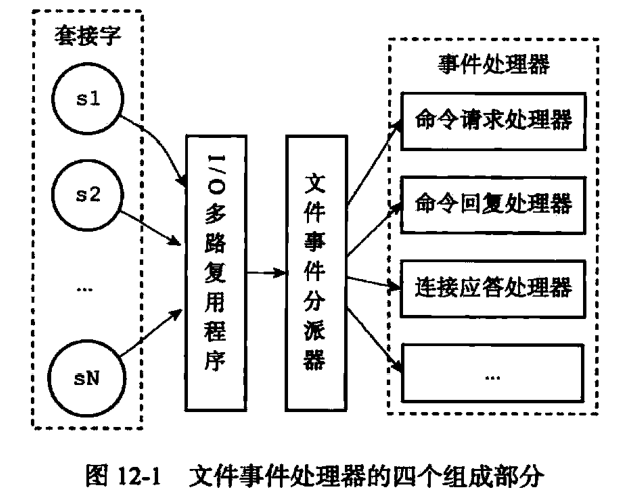 套接字
s1
s2
...
sN
I/O多路复用程序
文件事件分派器
事件处理器
命令请求处理器
命令回复处理器
连接应答处理器
...
图 12-1 文件事件处理器的四个组成部分